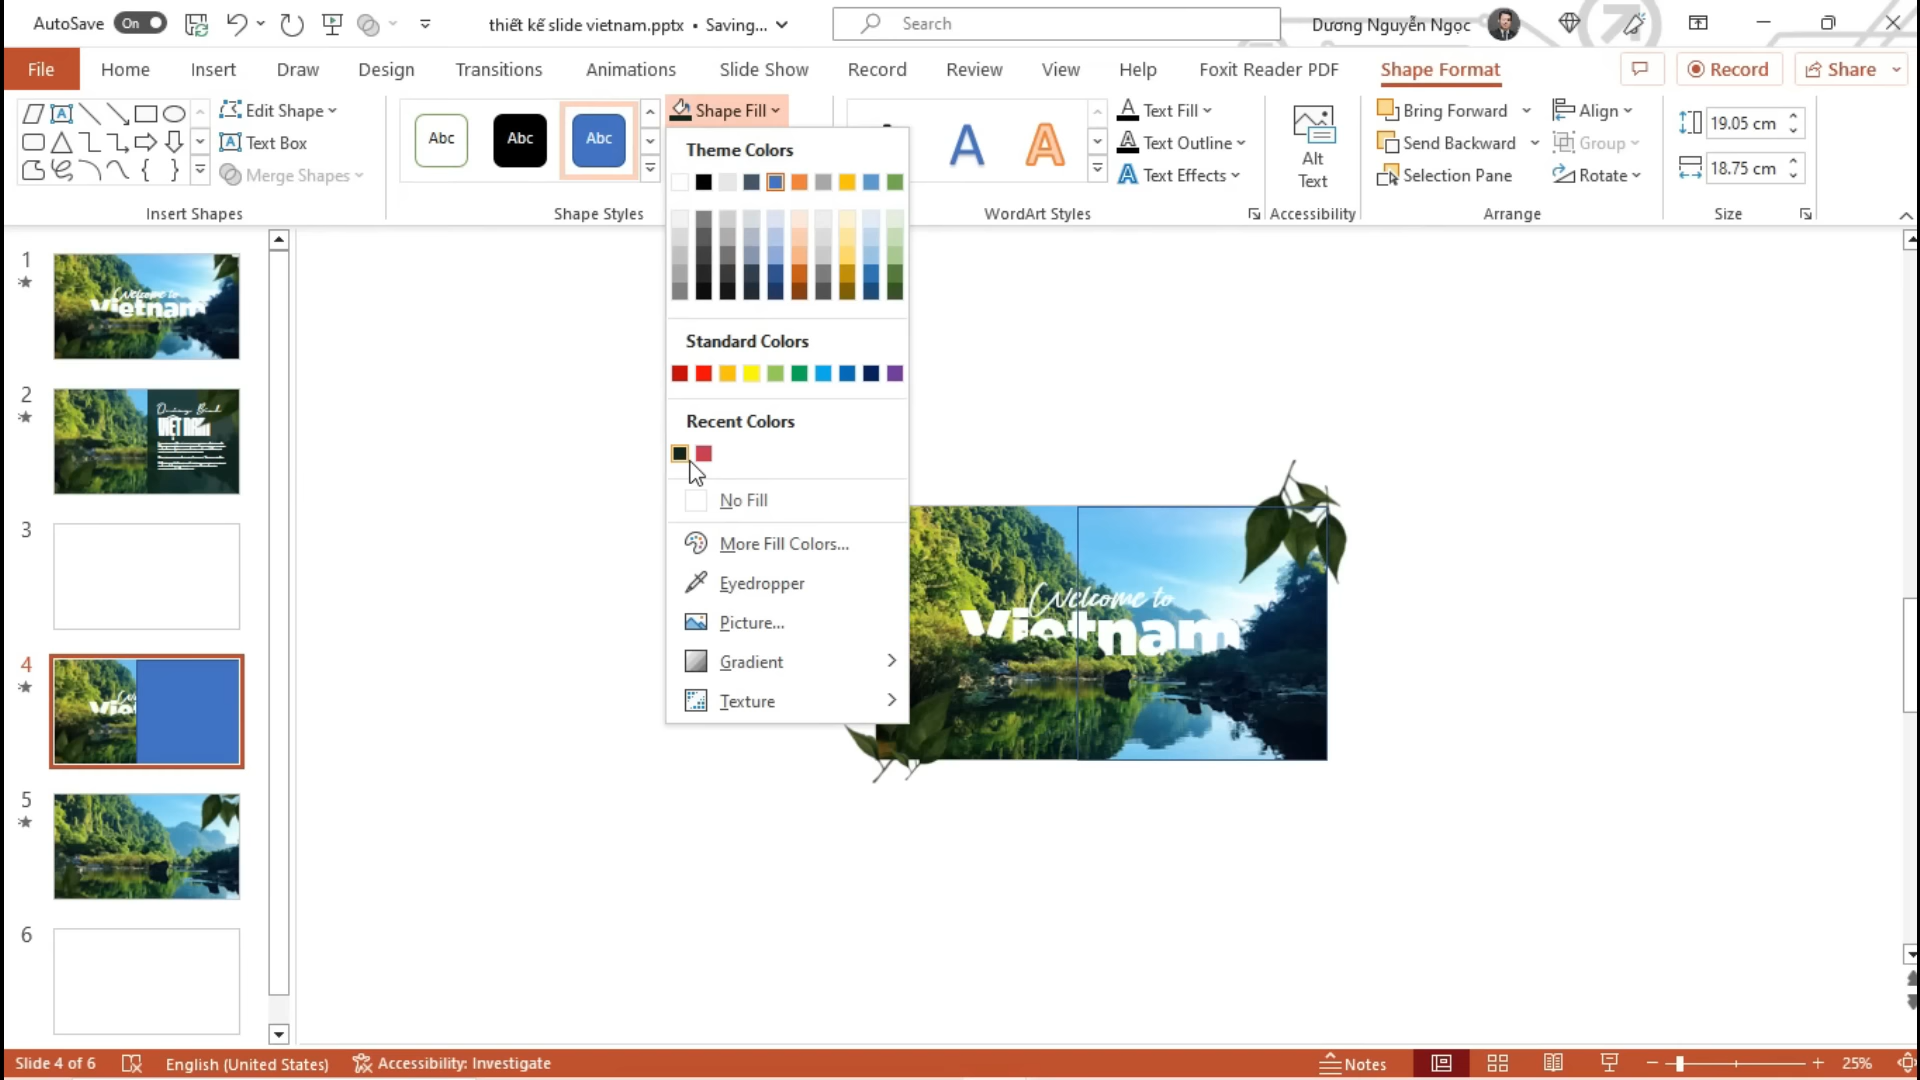 AutoSave On thiết kế slide vietnam.pptx • Saving... Search Dương Nguyễn Ngọc
File Home Insert Draw Design Transitions Animations Slide Show Record Review View Help Foxit Reader PDF Shape Format Record Share
Edit Shape
Text Box
Merge Shapes
Insert Shapes
Abc Abc Abc
Shape Styles
Shape Fill
A A
WordArt Styles
Text Fill
Text Outline
Text Effects
Alt
Text
Accessibility
Bring Forward
Send Backward
Selection Pane
Align
Group
Rotate
Arrange
19.05 cm
18.75 cm
Size
Theme Colors
Standard Colors
Recent Colors
No Fill
More Fill Colors...
Eyedropper
Picture...
Gradient
Texture
1
Welcome to
Vietnam
2
VIỆT NAM
3
4
5
6
Welcome to
Vietnam
Slide 4 of 6 English (United States) Accessibility: Investigate Notes 25%